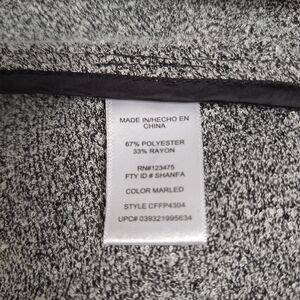 MADE IN/HECHO EN
CHINA
67% POLYESTER
33% RAYON
RN#123475
FTY ID # SHANFA
COLOR MARLED
STYLE CFFP4304
UPC# 039321995634